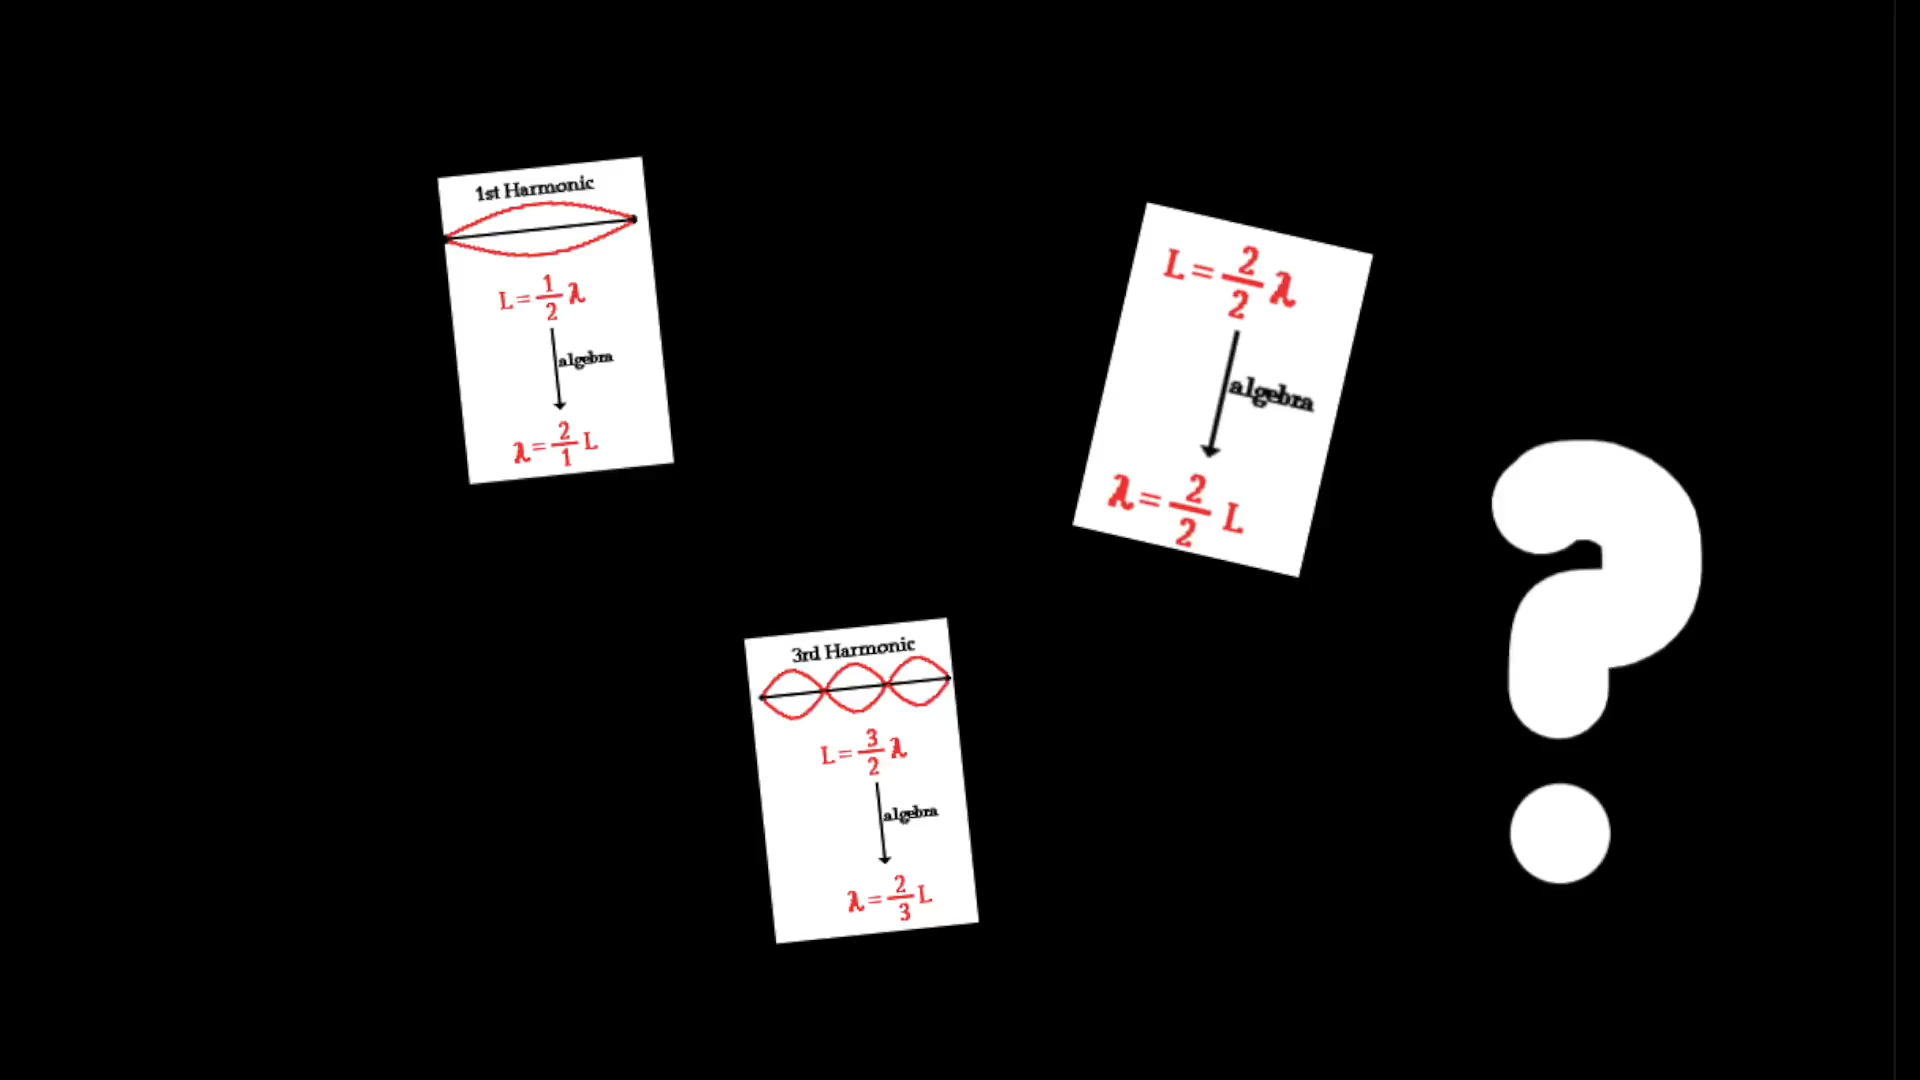 1st Harmonic
L = 1/2 λ
algebra
λ = 2/1 L
L = 2/2 λ
algebra
λ = 2/2 L
3rd Harmonic
L = 3/2 λ
algebra
λ = 2/3 L
?